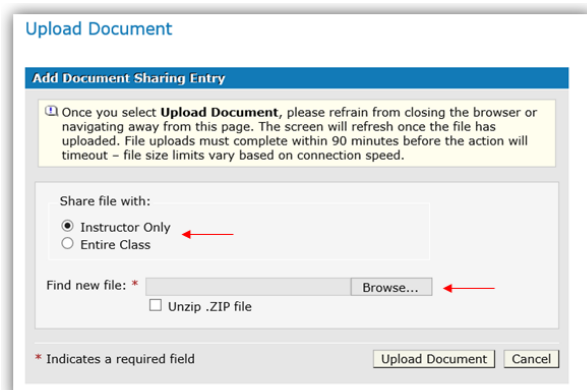 Upload Document
Add Document Sharing Entry
Once you select Upload Document, please refrain from closing the browser or
navigating away from this page. The screen will refresh once the file has
uploaded. File uploads must complete within 90 minutes before the action will
timeout – file size limits vary based on connection speed.
Share file with:
Instructor Only
Entire Class
Find new file: * Browse...
Unzip .ZIP file
* Indicates a required field Upload Document Cancel